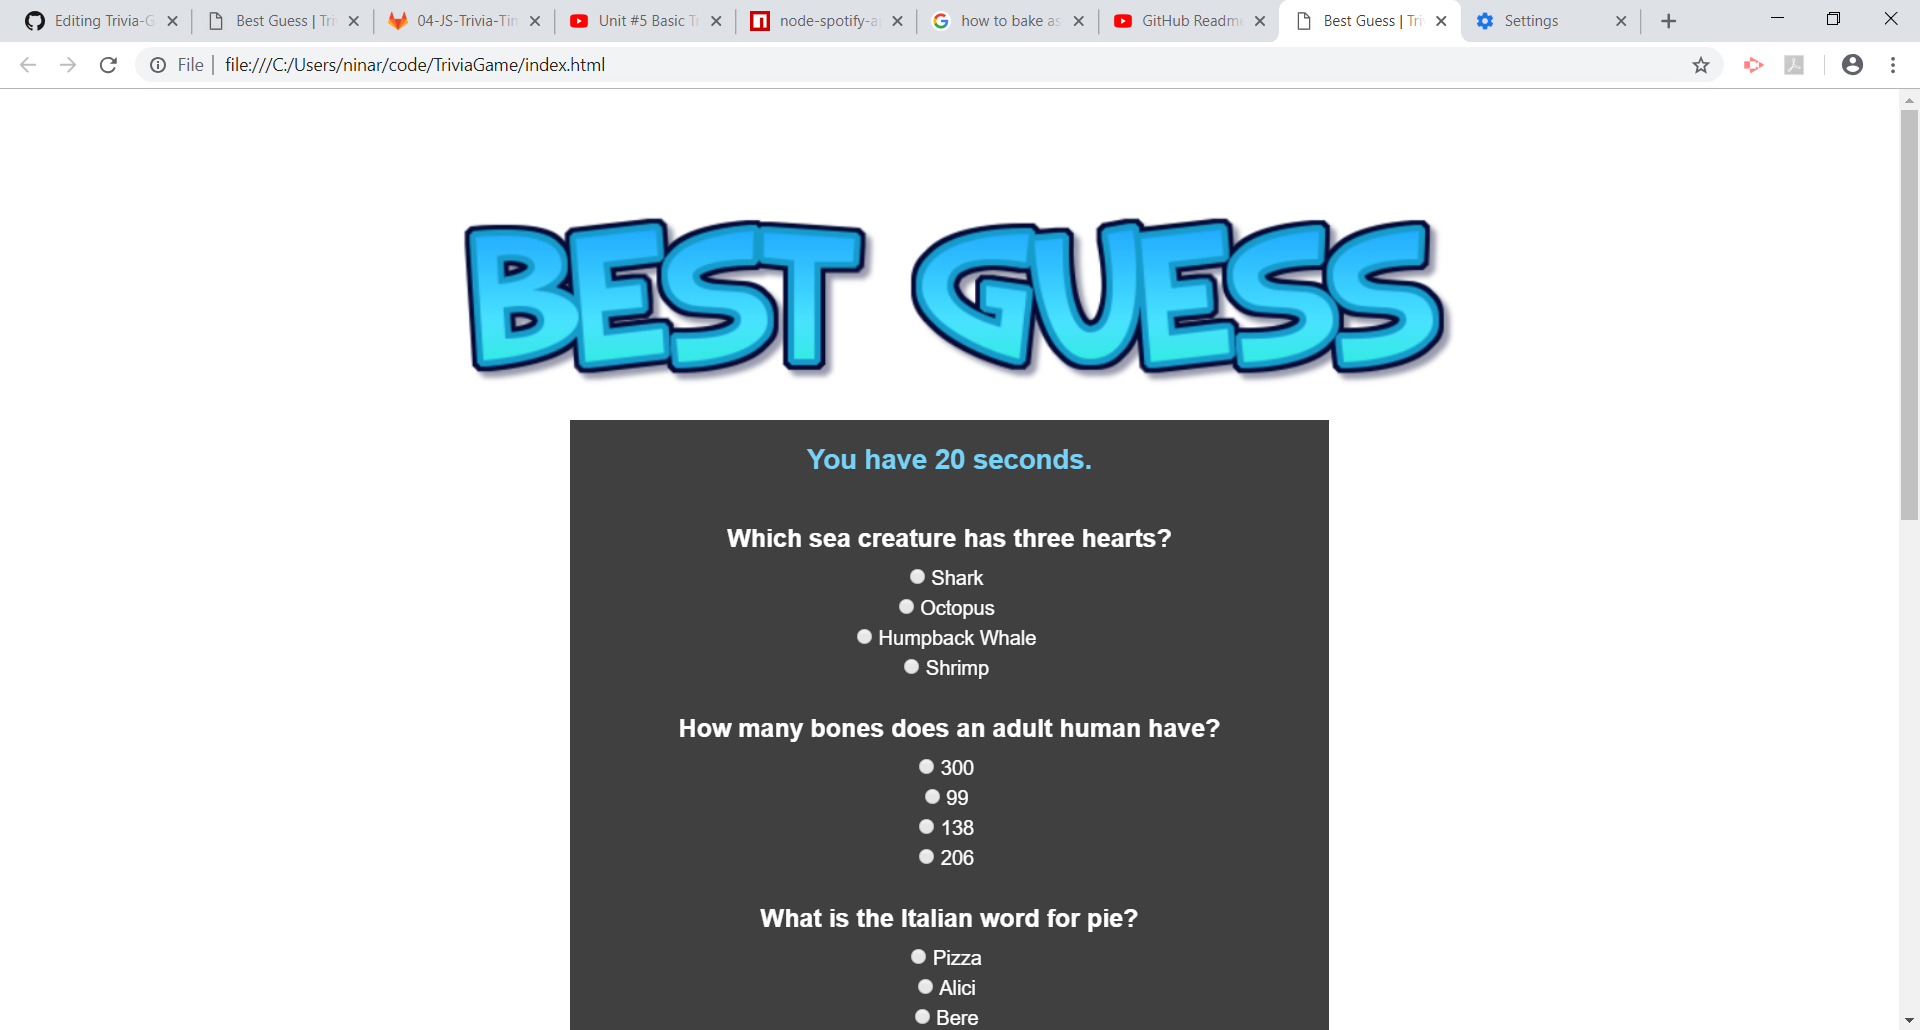 Editing Trivia-G
Best Guess | Tri
04-JS-Trivia-Tim
Unit #5 Basic Tr
node-spotify-a
how to bake as
GitHub Readme
Best Guess | Tri
Settings
File
file:///C:/Users/ninar/code/TriviaGame/index.html
BEST GUESS
You have 20 seconds.
Which sea creature has three hearts?
Shark
Octopus
Humpback Whale
Shrimp
How many bones does an adult human have?
300
99
138
206
What is the Italian word for pie?
Pizza
Alici
Bere